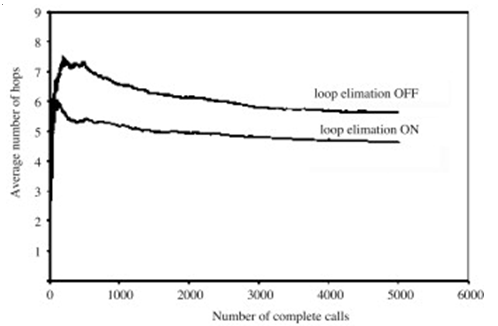 9
8
7
6
5
4
3
2
1
Average number of hops
loop elimation OFF
loop elimation ON
0 1000 2000 3000 4000 5000 6000
Number of complete calls